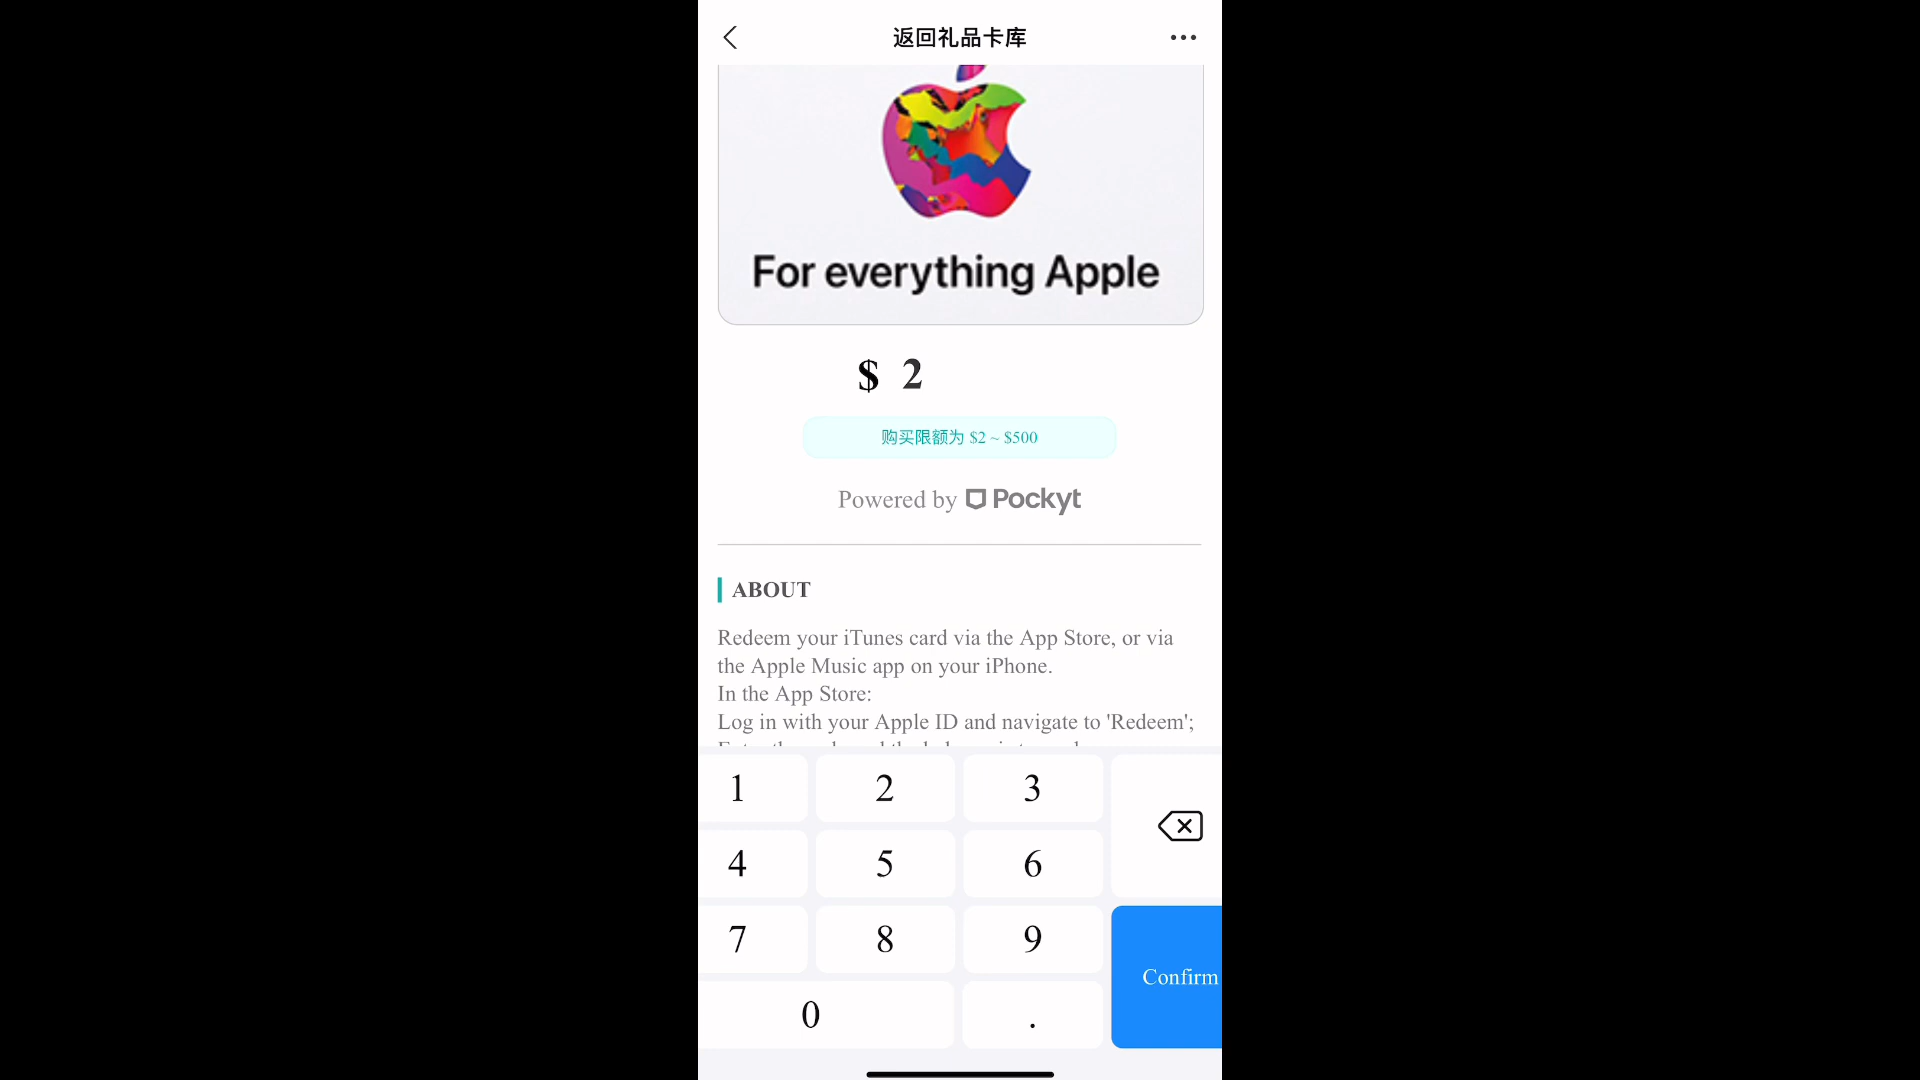 返回礼品卡库
For everything Apple
$ 2
购买限额为 $2 ~ $500
Powered by Pockyt
ABOUT
Redeem your iTunes card via the App Store, or via
the Apple Music app on your iPhone.
In the App Store:
Log in with your Apple ID and navigate to 'Redeem';
1 2 3
4 5 6
7 8 9
Confirm
0 .